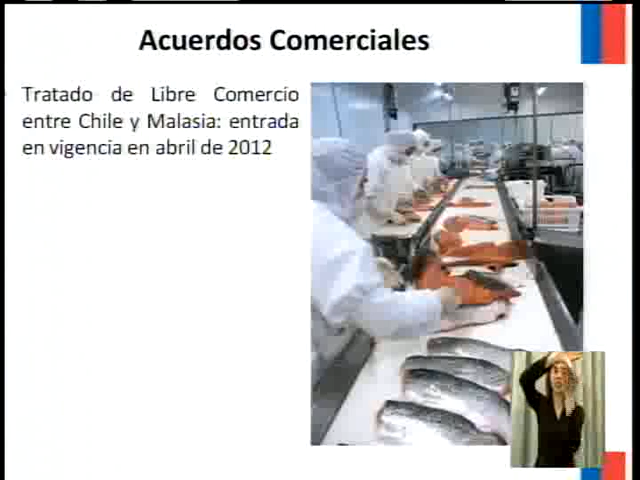 Acuerdos Comerciales
Tratado de Libre Comercio
entre Chile y Malasia: entrada
en vigencia en abril de 2012